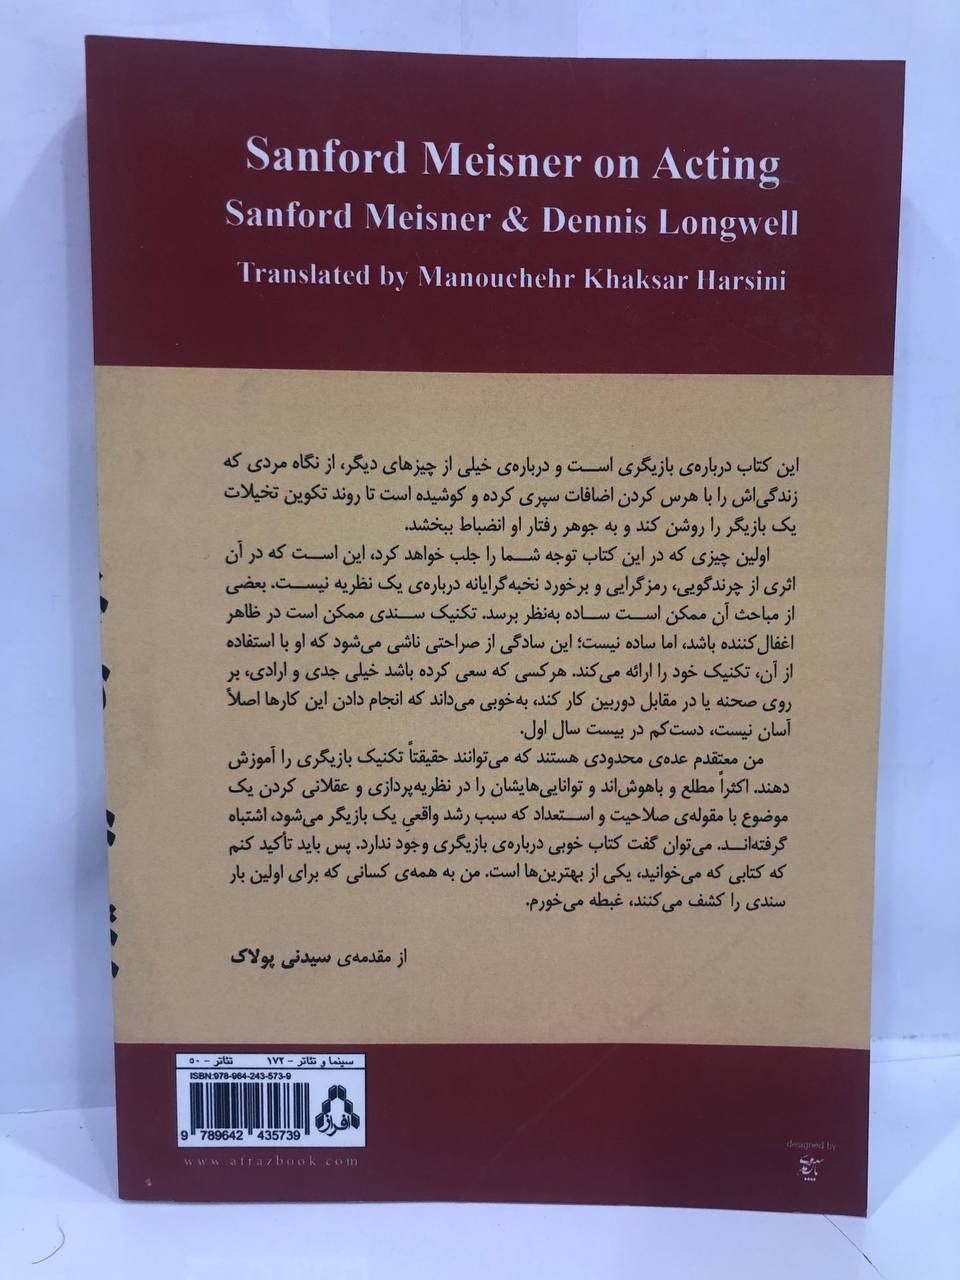 Sanford Meisner on Acting
Sanford Meisner & Dennis Longwell
Translated by Manouchehr Khaksar Harsini
این کتاب درباره‌ی بازیگری است و درباره‌ی خیلی از چیزهای دیگر، از نگاه مردی که
زندگی‌اش را با هرس کردن اضافات سپری کرده و کوشیده است تا روند تکوین تخیلات
یک بازیگر را روشن کند و به جوهر رفتار او انضباط ببخشد.
اولین چیزی که در این کتاب توجه شما را جلب خواهد کرد، این است که در آن
اثری از چرندگویی، رمزگرایی و برخورد نخبه‌گرایانه درباره‌ی یک نظریه نیست. بعضی
از مباحث آن ممکن است ساده به‌نظر برسد. تکنیک سندی ممکن است در ظاهر
اغفال‌کننده باشد، اما ساده نیست؛ این سادگی از صراحتی ناشی می‌شود که او با استفاده
از آن، تکنیک خود را ارائه می‌کند. هرکسی که سعی کرده باشد خیلی جدی و ارادی، بر
روی صحنه یا در مقابل دوربین کار کند، به‌خوبی می‌داند که انجام دادن این کارها اصلاً
آسان نیست، دست‌کم در بیست سال اول.
من معتقدم عده‌ی محدودی هستند که می‌توانند حقیقتاً تکنیک بازیگری را آموزش
دهند. اکثراً مطلع و باهوش‌اند و توانایی‌هایشان را در نظریه‌پردازی و عقلانی کردن یک
موضوع با مقوله‌ی صلاحیت و استعداد که سبب رشد واقعیِ یک بازیگر می‌شود، اشتباه
گرفته‌اند. می‌توان گفت کتاب خوبی درباره‌ی بازیگری وجود ندارد. پس باید تأکید کنم
که کتابی که می‌خوانید، یکی از بهترین‌ها است. من به همه‌ی کسانی که برای اولین بار
سندی را کشف می‌کنند، غبطه می‌خورم.
از مقدمه‌ی سیدنی پولاک
سینما و تئاتر - ۱۷۲ تئاتر - ۵۰
ISBN:978-964-243-573-9
افراز
9 789642 435739
www.afrazbook.com
designed by